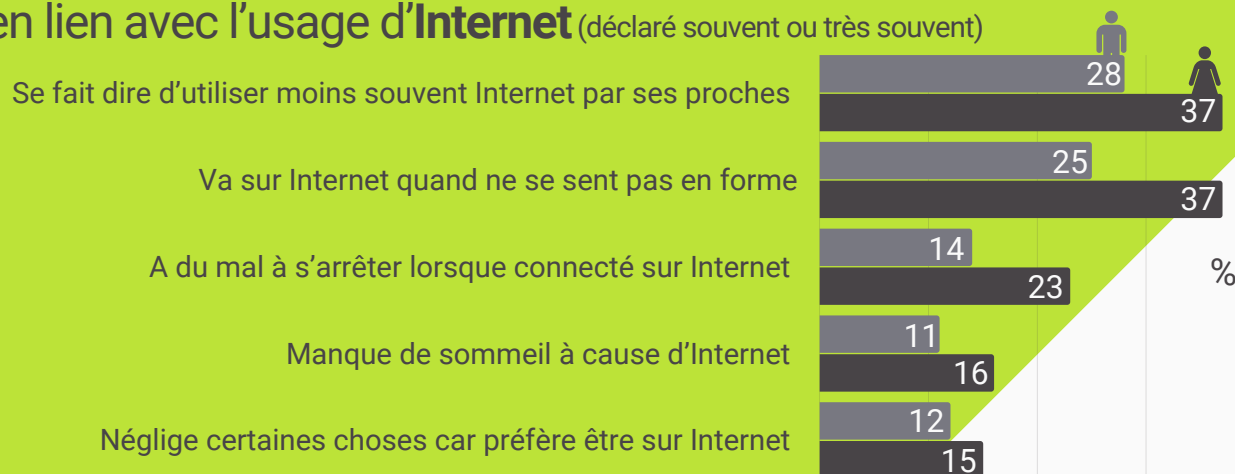 en lien avec l’usage d’Internet (déclaré souvent ou très souvent)
Se fait dire d’utiliser moins souvent Internet par ses proches
28
37
Va sur Internet quand ne se sent pas en forme
25
37
A du mal à s’arrêter lorsque connecté sur Internet
14
23
%
Manque de sommeil à cause d’Internet
11
16
Néglige certaines choses car préfère être sur Internet
12
15